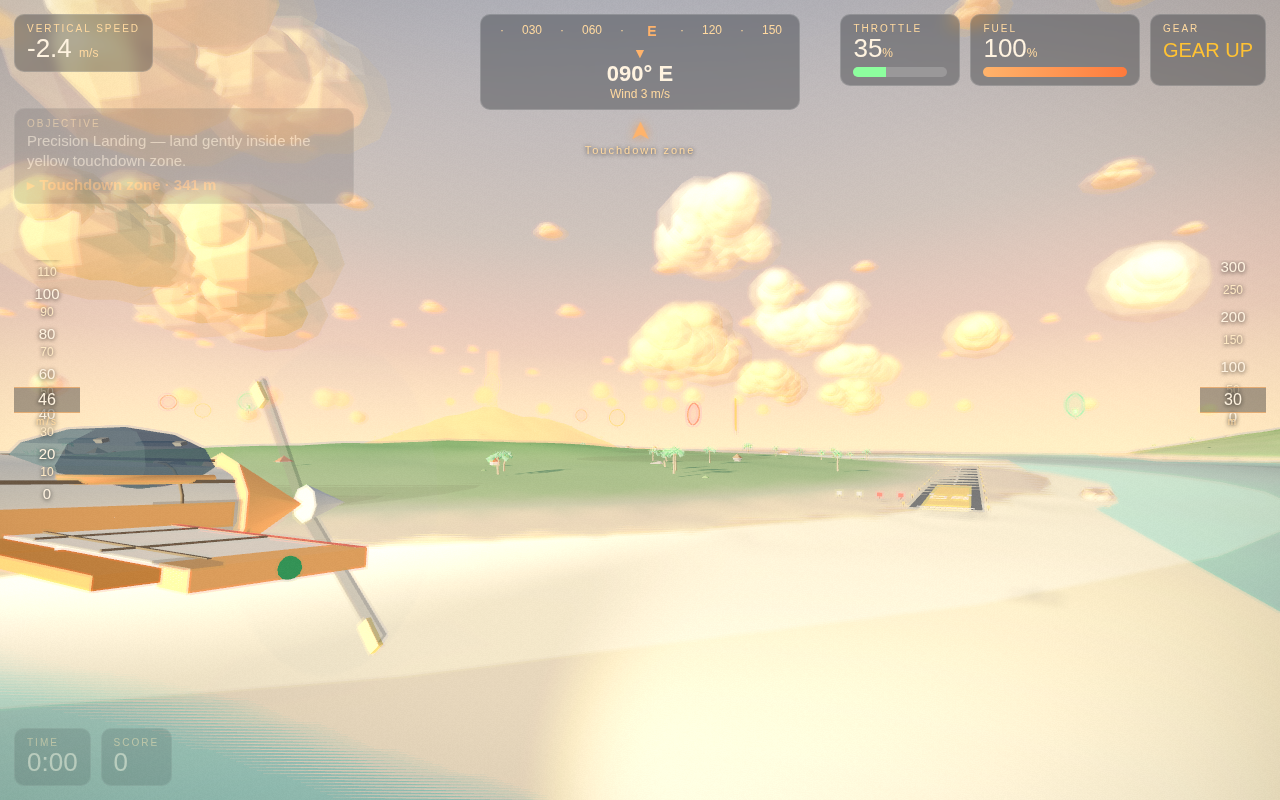 VERTICAL SPEED
-2.4 m/s
· 030 · 060 · E · 120 · 150
▼
090° E
Wind 3 m/s
THROTTLE
35%
FUEL
100%
GEAR
GEAR UP
Touchdown zone
OBJECTIVE
Precision Landing — land gently inside the
yellow touchdown zone.
▸ Touchdown zone · 341 m
110
100
90
80
70
60
46
40
30
20
10
0
300
250
200
150
100
30
TIME
0:00
SCORE
0